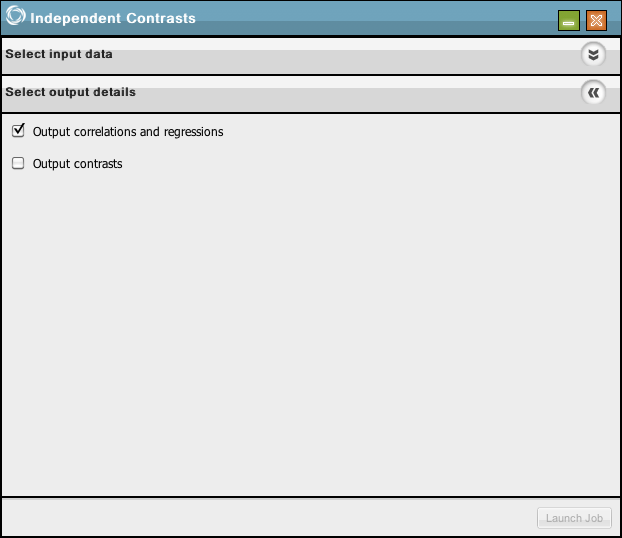 Independent Contrasts
Select input data
Select output details
Output correlations and regressions
Output contrasts
Launch Job